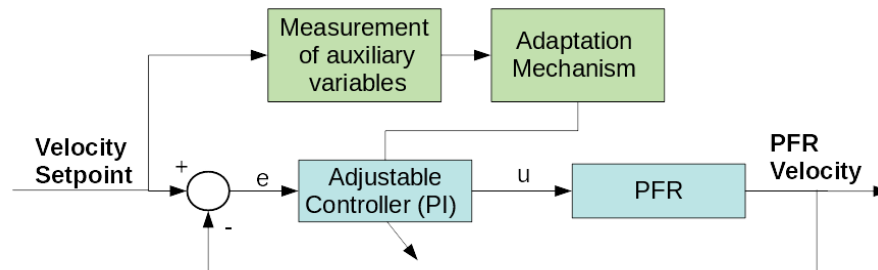 Measurement
of auxiliary
variables
Adaptation
Mechanism
Velocity
Setpoint
+
-
e
Adjustable
Controller (PI)
u
PFR
PFR
Velocity